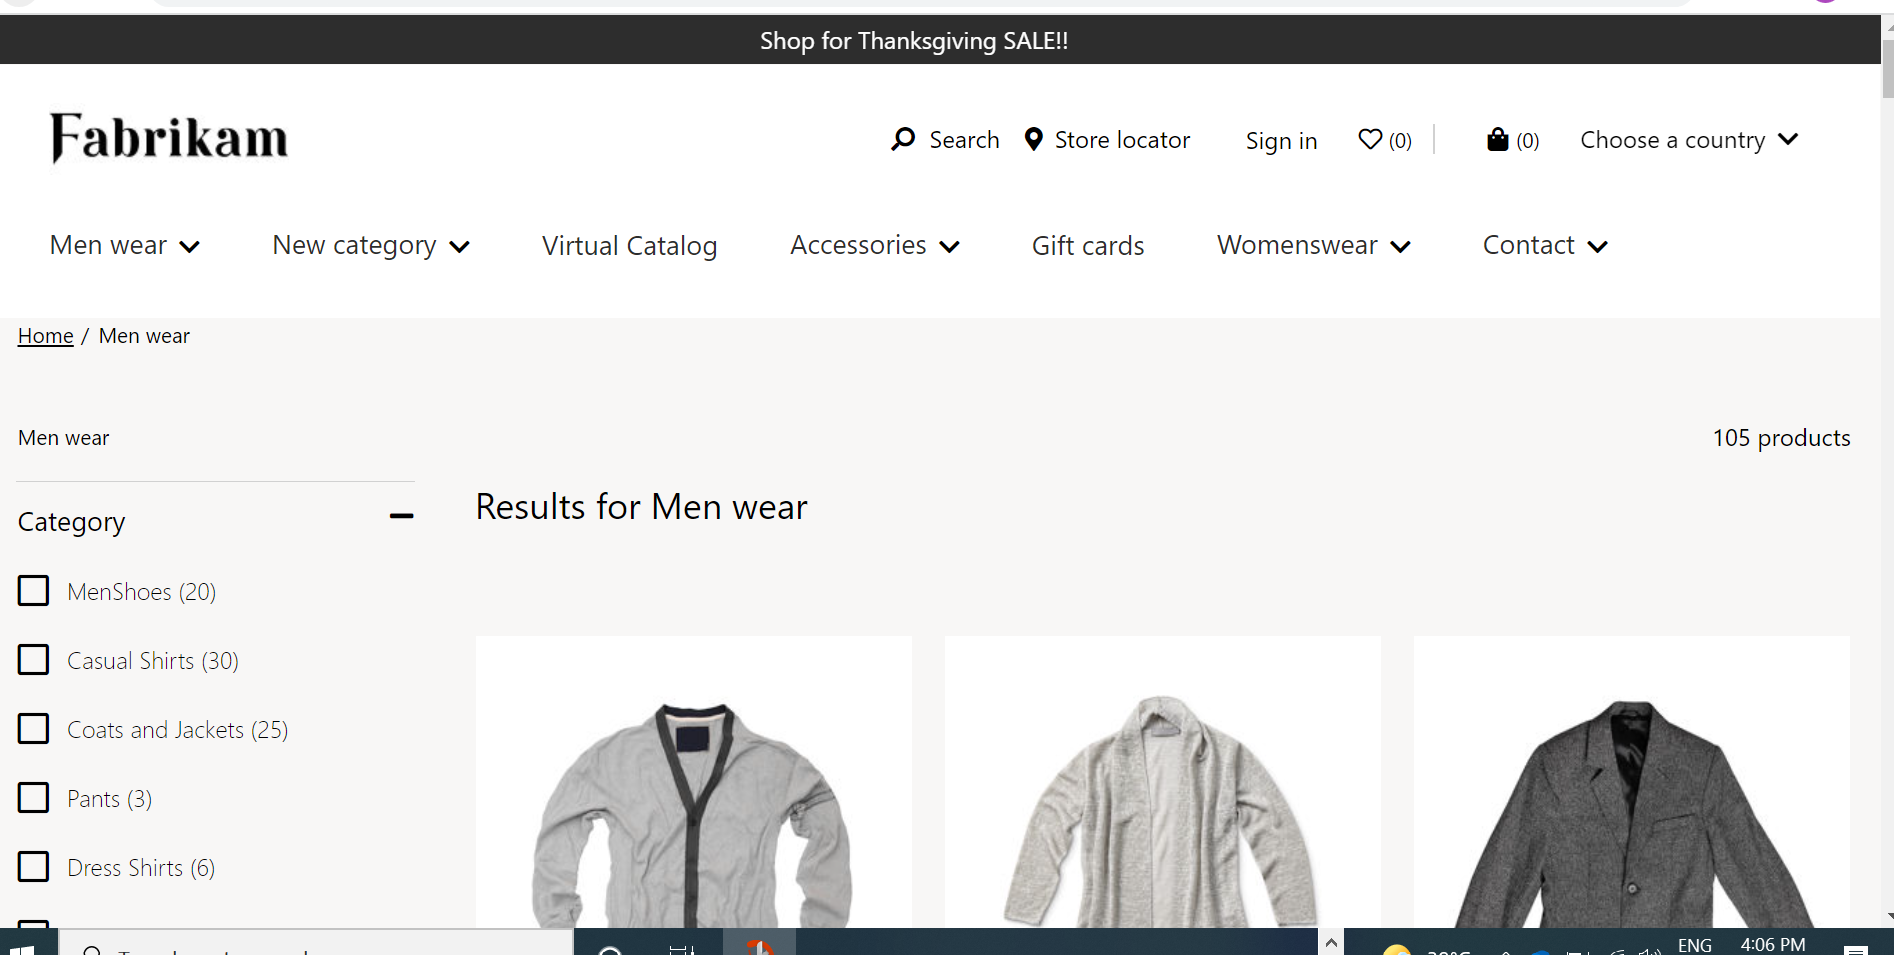 Shop for Thanksgiving SALE!!
Fabrikam
Search Store locator Sign in (0) (0) Choose a country
Men wear New category Virtual Catalog Accessories Gift cards Womenswear Contact
Home / Men wear
Men wear
105 products
Category
Results for Men wear
MenShoes (20)
Casual Shirts (30)
Coats and Jackets (25)
Pants (3)
Dress Shirts (6)
ENG 4:06 PM